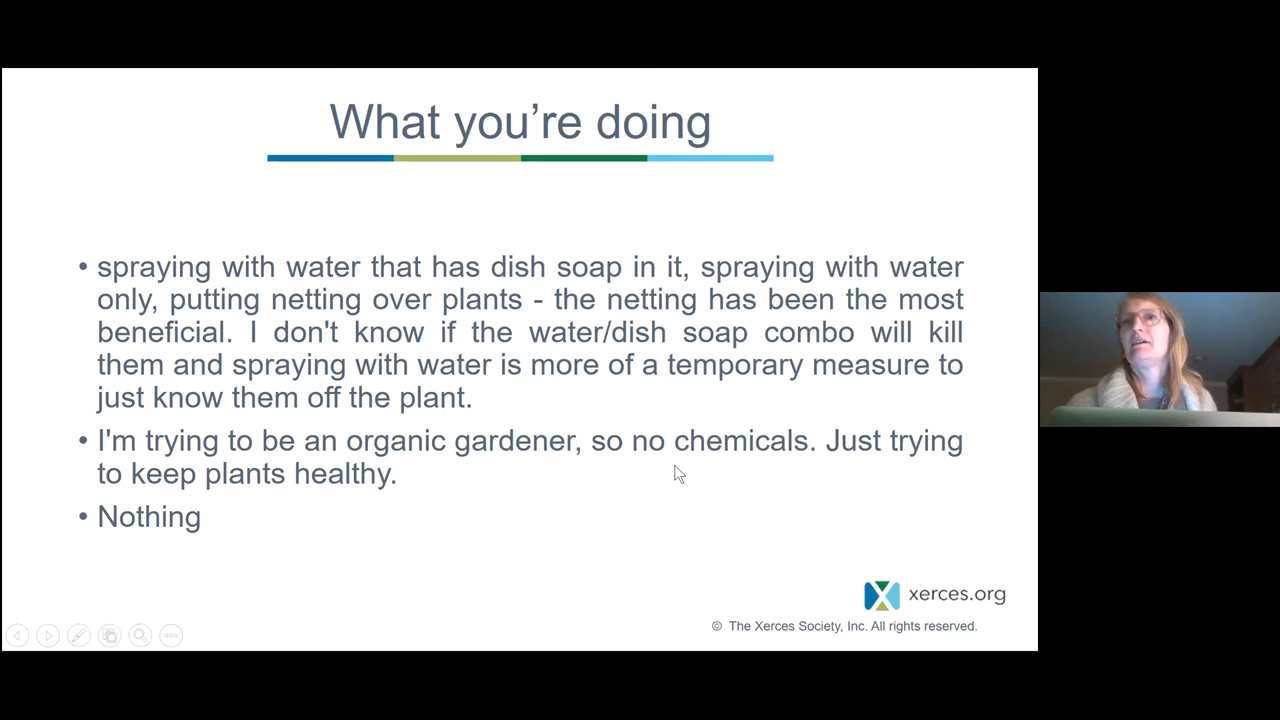 What you’re doing
• spraying with water that has dish soap in it, spraying with water
only, putting netting over plants - the netting has been the most
beneficial. I don't know if the water/dish soap combo will kill
them and spraying with water is more of a temporary measure to
just know them off the plant.
• I'm trying to be an organic gardener, so no chemicals. Just trying
to keep plants healthy.
• Nothing
xerces.org
© The Xerces Society, Inc. All rights reserved.